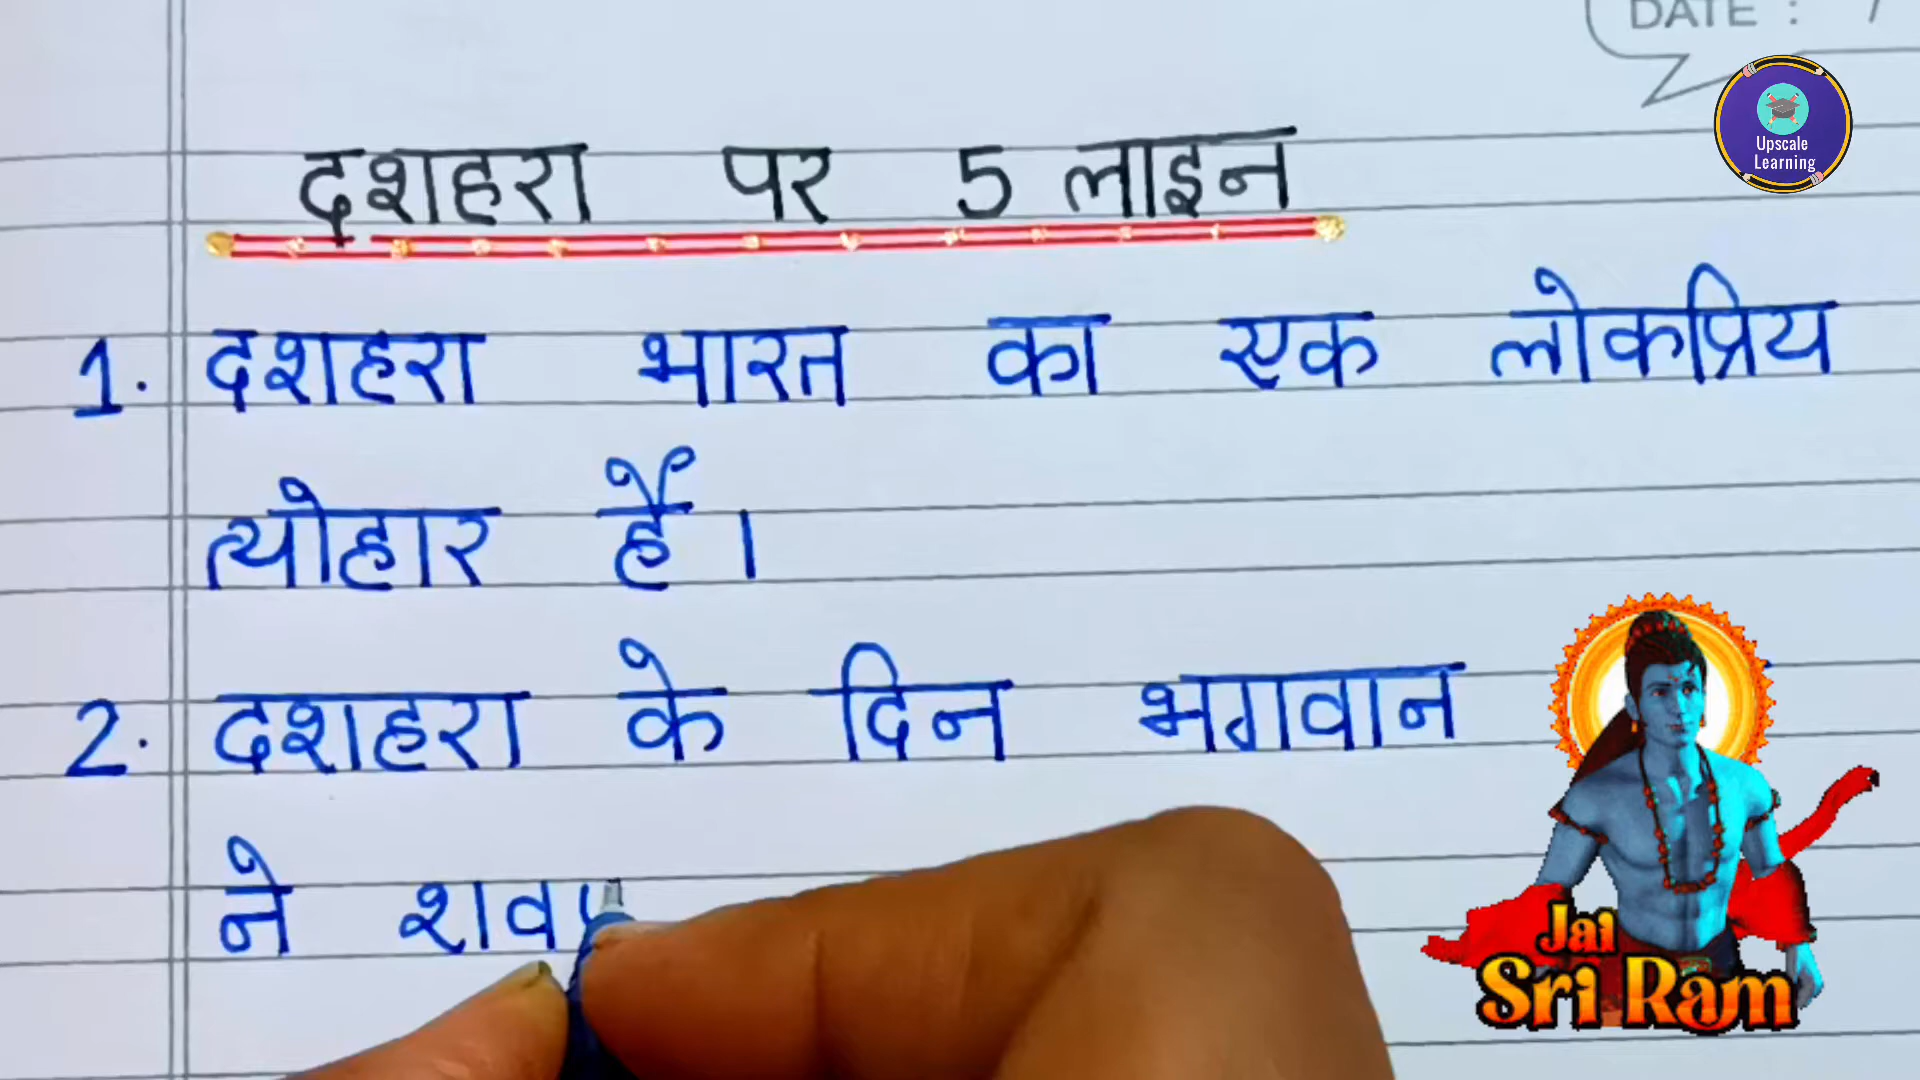 DATE : /
Upscale
Learning
दशहरा पर 5 लाइन
1. दशहरा भारत का एक लोकप्रिय
त्योहार है।
2. दशहरा के दिन भगवान
ने
Jai
Sri Ram